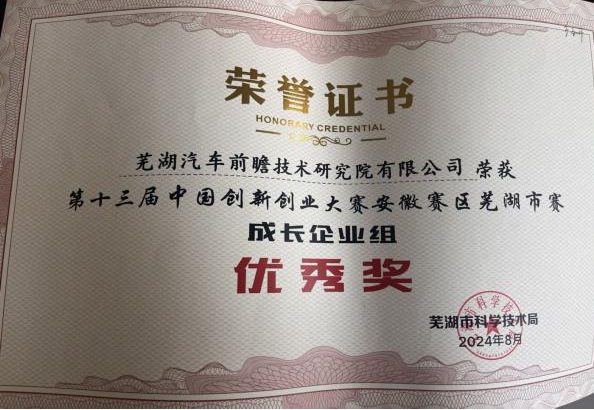 荣誉证书
HONORARY CREDENTIAL
芜湖汽车前瞻技术研究院有限公司 荣获
第十三届中国创新创业大赛安徽赛区芜湖市赛
成长企业组
优秀奖
芜湖市科学技术局
2024年8月